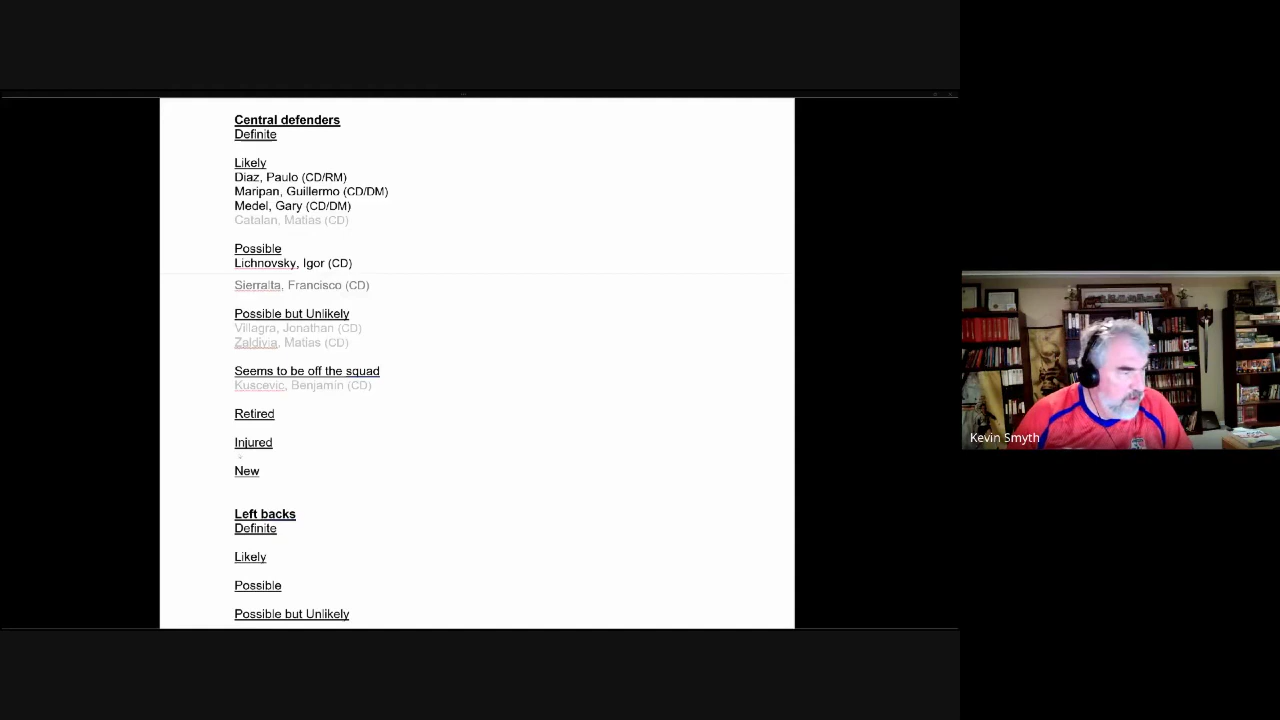 Central defenders
Definite
Likely
Diaz, Paulo (CD/RM)
Maripan, Guillermo (CD/DM)
Medel, Gary (CD/DM)
Catalan, Matias (CD)
Possible
Lichnovsky, Igor (CD)
Sierralta, Francisco (CD)
Possible but Unlikely
Villagra, Jonathan (CD)
Zaldivia, Matias (CD)
Seems to be off the squad
Kuscevic, Benjamin (CD)
Retired
Injured
New
Left backs
Definite
Likely
Possible
Possible but Unlikely
Kevin Smyth